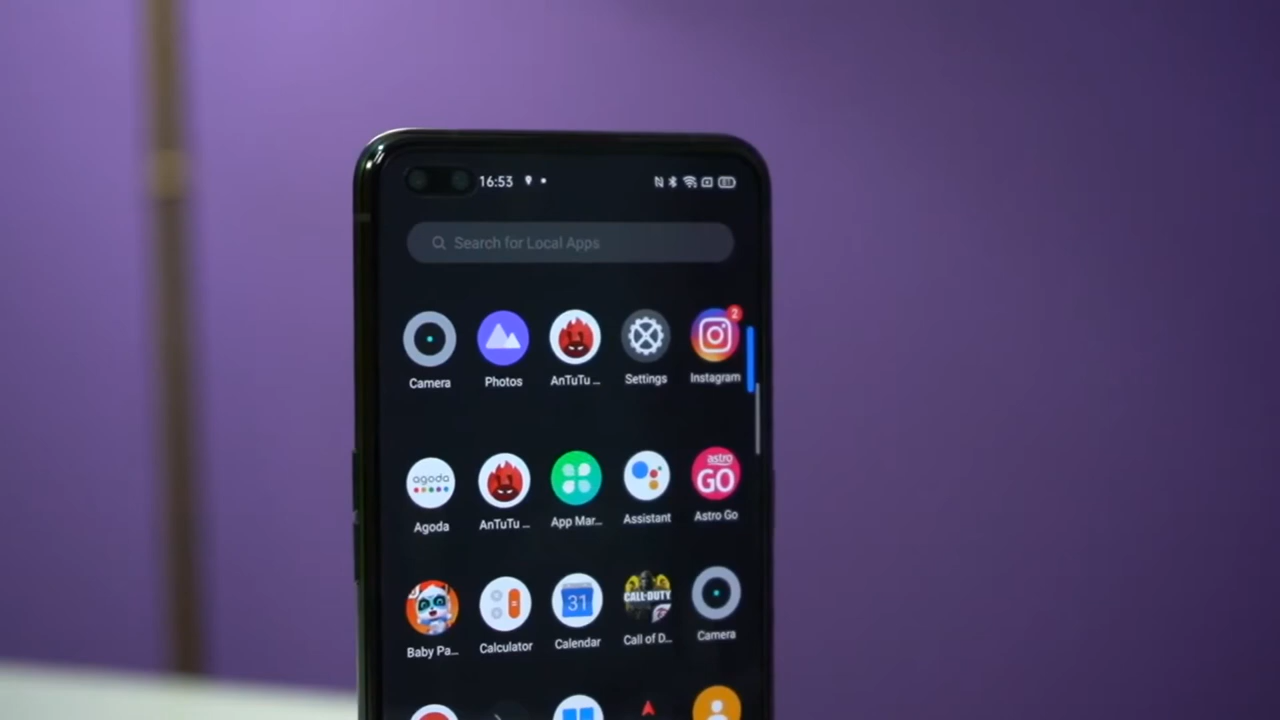 16:53
Search for Local Apps
2
Camera
Photos
AnTuTu ...
Settings
Instagram
agoda
astro
GO
Agoda
AnTuTu ...
App Mar...
Assistant
Astro Go
31
CALL·DUTY
Baby Pa...
Calculator
Calendar
Call of D...
Camera